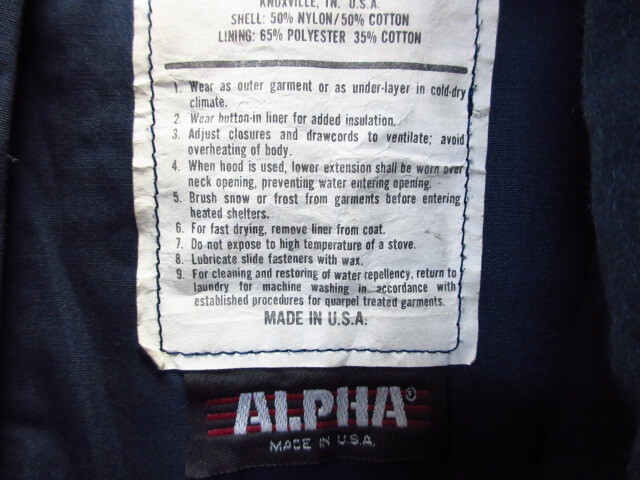 KNOXVILLE, TN. U.S.A.
SHELL: 50% NYLON/50% COTTON
LINING: 65% POLYESTER 35% COTTON
1. Wear as outer garment or as under-layer in cold-dry
climate.
2. Wear button-in liner for added insulation.
3. Adjust closures and drawcords to ventilate; avoid
overheating of body.
4. When hood is used, lower extension shall be worn over
neck opening, preventing water entering opening.
5. Brush snow or frost from garments before entering
heated shelters.
6. For fast drying, remove liner from coat.
7. Do not expose to high temperature of a stove.
8. Lubricate slide fasteners with wax.
9. For cleaning and restoring of water repellency, return to
laundry for machine washing in accordance with
established procedures for quarpel treated garments.
MADE IN U.S.A.
ALPHA®
MADE IN U.S.A.